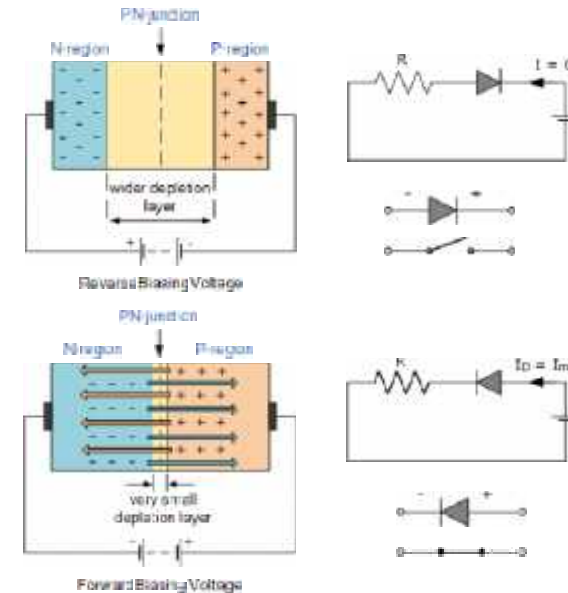 PN-junction
N-region P-region
R
I = 0
wider depletion
layer
- +
+ -
Reverse Biasing Voltage
PN-junction
N-region P-region
R
very small
depletion layer
- +
- +
Forward Biasing Voltage